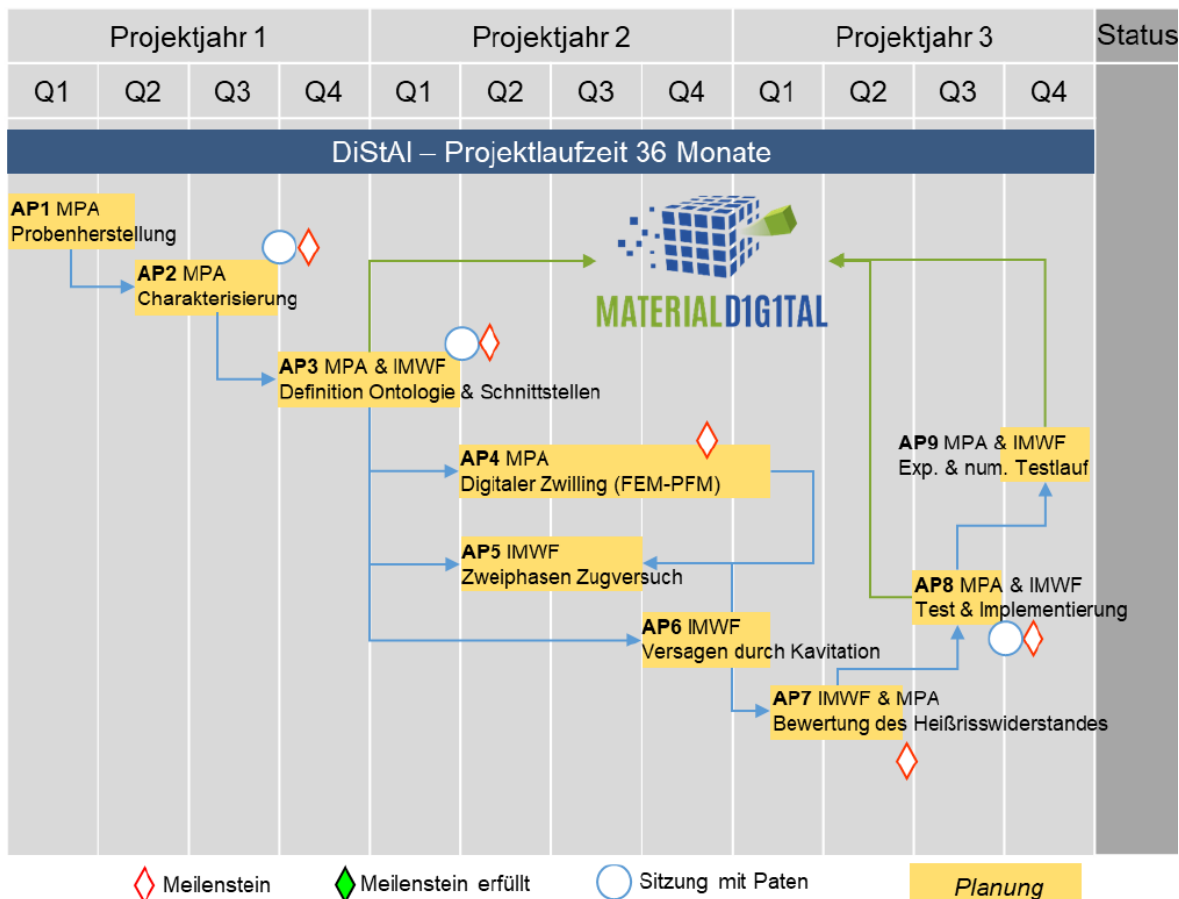 Projektjahr 1 Projektjahr 2 Projektjahr 3 Status
Q1 Q2 Q3 Q4 Q1 Q2 Q3 Q4 Q1 Q2 Q3 Q4
DiStAl – Projektlaufzeit 36 Monate
AP1 MPA
Probenherstellung
AP2 MPA
Charakterisierung
MATERIALD1G1TAL
AP3 MPA & IMWF
Definition Ontologie & Schnittstellen
AP4 MPA
Digitaler Zwilling (FEM-PFM)
AP9 MPA & IMWF
Exp. & num. Testlauf
AP5 IMWF
Zweiphasen Zugversuch
AP8 MPA & IMWF
Test & Implementierung
AP6 IMWF
Versagen durch Kavitation
AP7 IMWF & MPA
Bewertung des Heißrisswiderstandes
Meilenstein Meilenstein erfüllt Sitzung mit Paten Planung